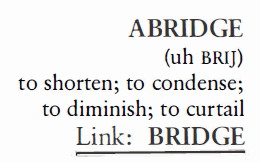 ABRIDGE
(uh BRIJ)
to shorten; to condense;
to diminish; to curtail
Link: BRIDGE